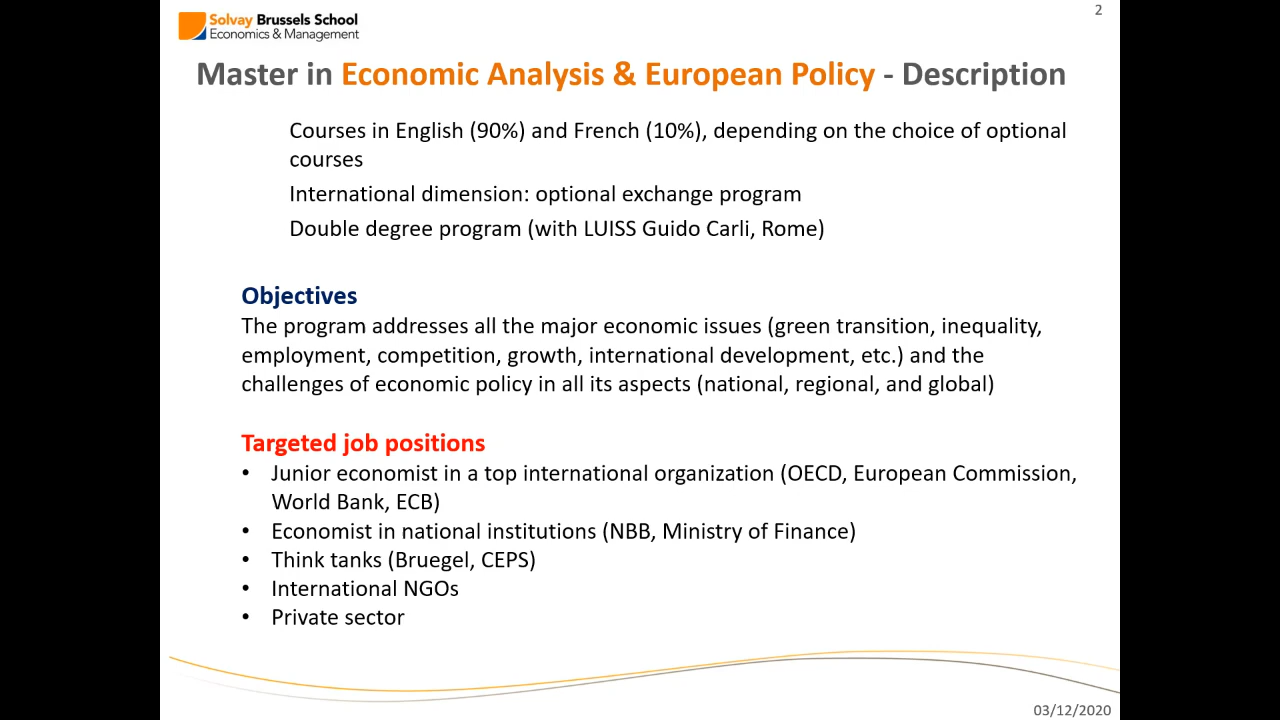 2
Solvay Brussels School
Economics & Management
Master in Economic Analysis & European Policy - Description
Courses in English (90%) and French (10%), depending on the choice of optional
courses
International dimension: optional exchange program
Double degree program (with LUISS Guido Carli, Rome)
Objectives
The program addresses all the major economic issues (green transition, inequality,
employment, competition, growth, international development, etc.) and the
challenges of economic policy in all its aspects (national, regional, and global)
Targeted job positions
• Junior economist in a top international organization (OECD, European Commission,
World Bank, ECB)
• Economist in national institutions (NBB, Ministry of Finance)
• Think tanks (Bruegel, CEPS)
• International NGOs
• Private sector
03/12/2020